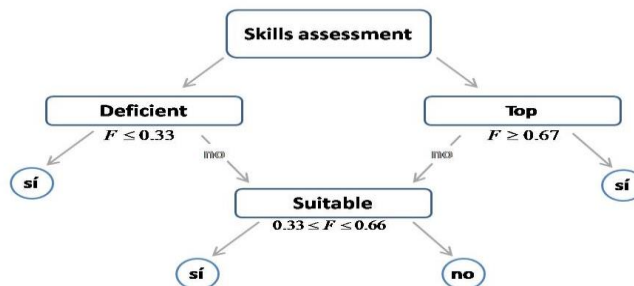 Skills assessment
Deficient
Top
F ≤ 0.33
F ≥ 0.67
no
no
sí
sí
Suitable
0.33 ≤ F ≤ 0.66
sí
no